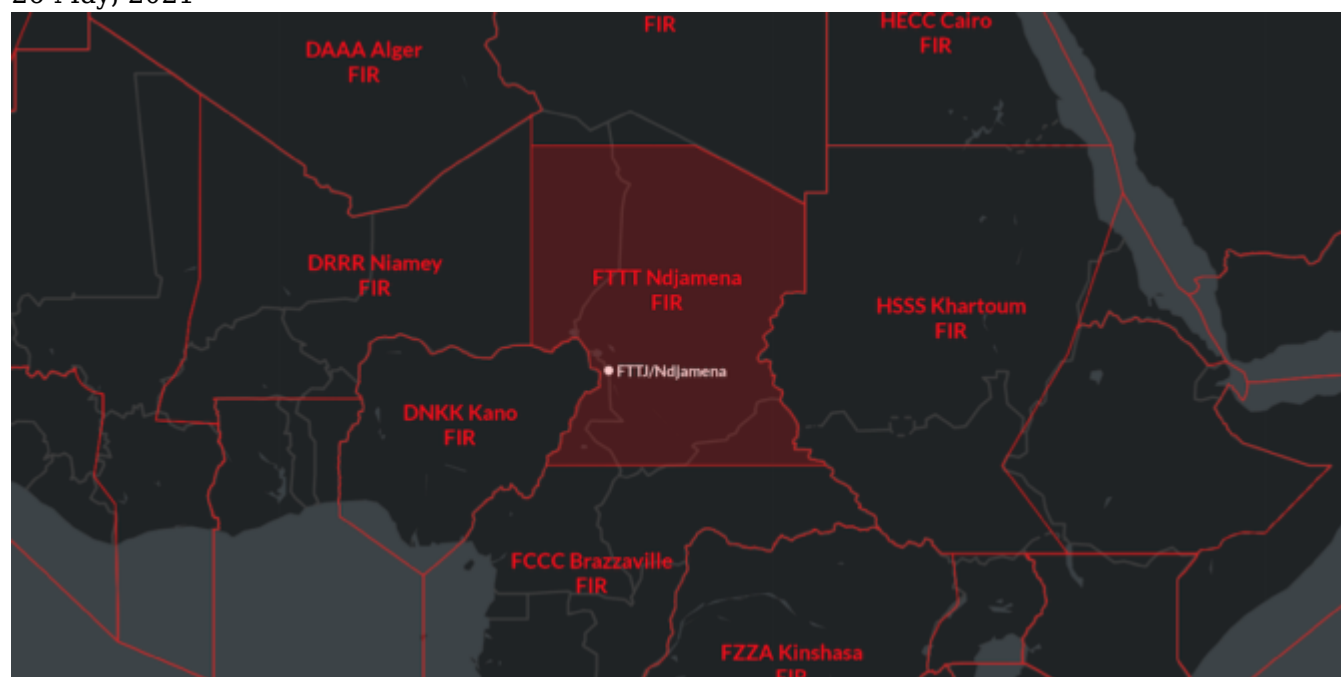 FIR
HECC Cairo
FIR
DAAA Alger
FIR
DRRR Niamey
FIR
FTTT Ndjamena
FIR
HSSS Khartoum
FIR
FTTJ/Ndjamena
DNKK Kano
FIR
FCCC Brazzaville
FIR
FZZA Kinshasa
FIR